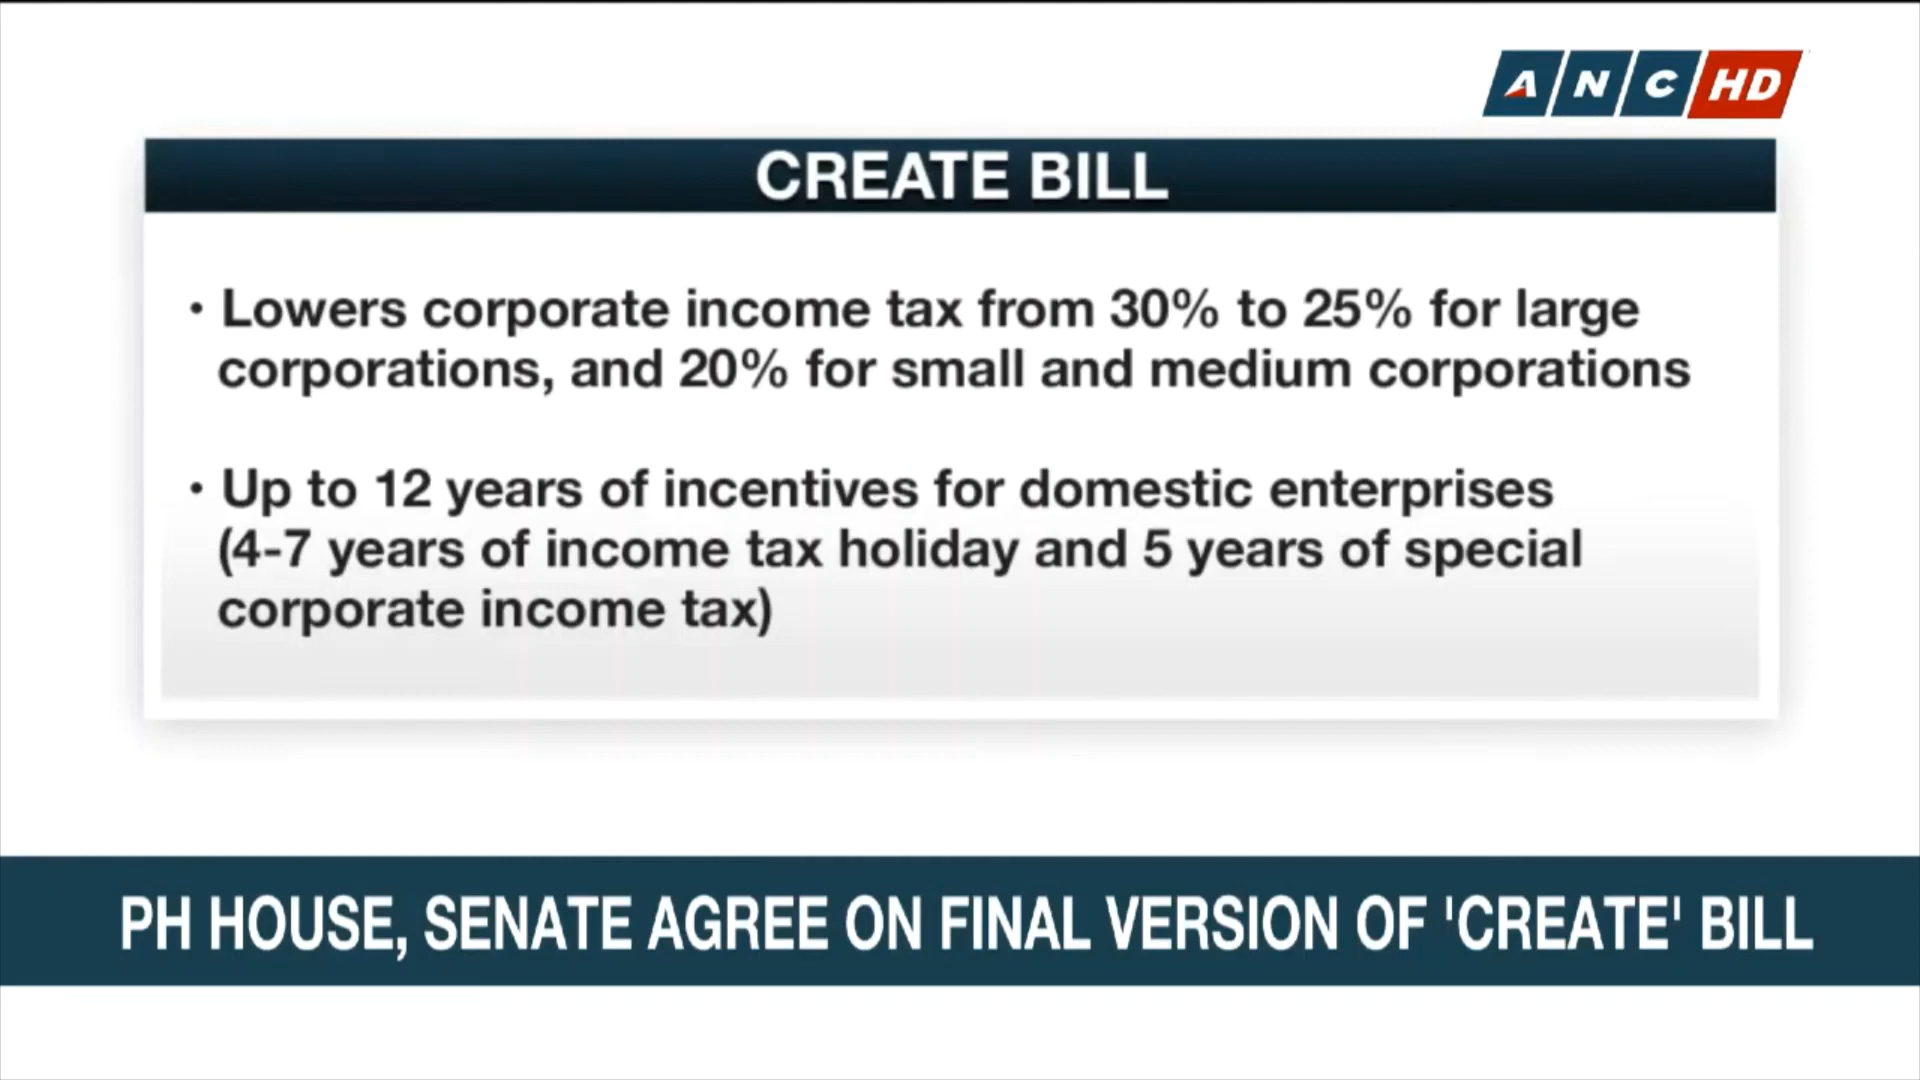 ANC HD
CREATE BILL
• Lowers corporate income tax from 30% to 25% for large
corporations, and 20% for small and medium corporations
• Up to 12 years of incentives for domestic enterprises
(4-7 years of income tax holiday and 5 years of special
corporate income tax)
PH HOUSE, SENATE AGREE ON FINAL VERSION OF 'CREATE' BILL